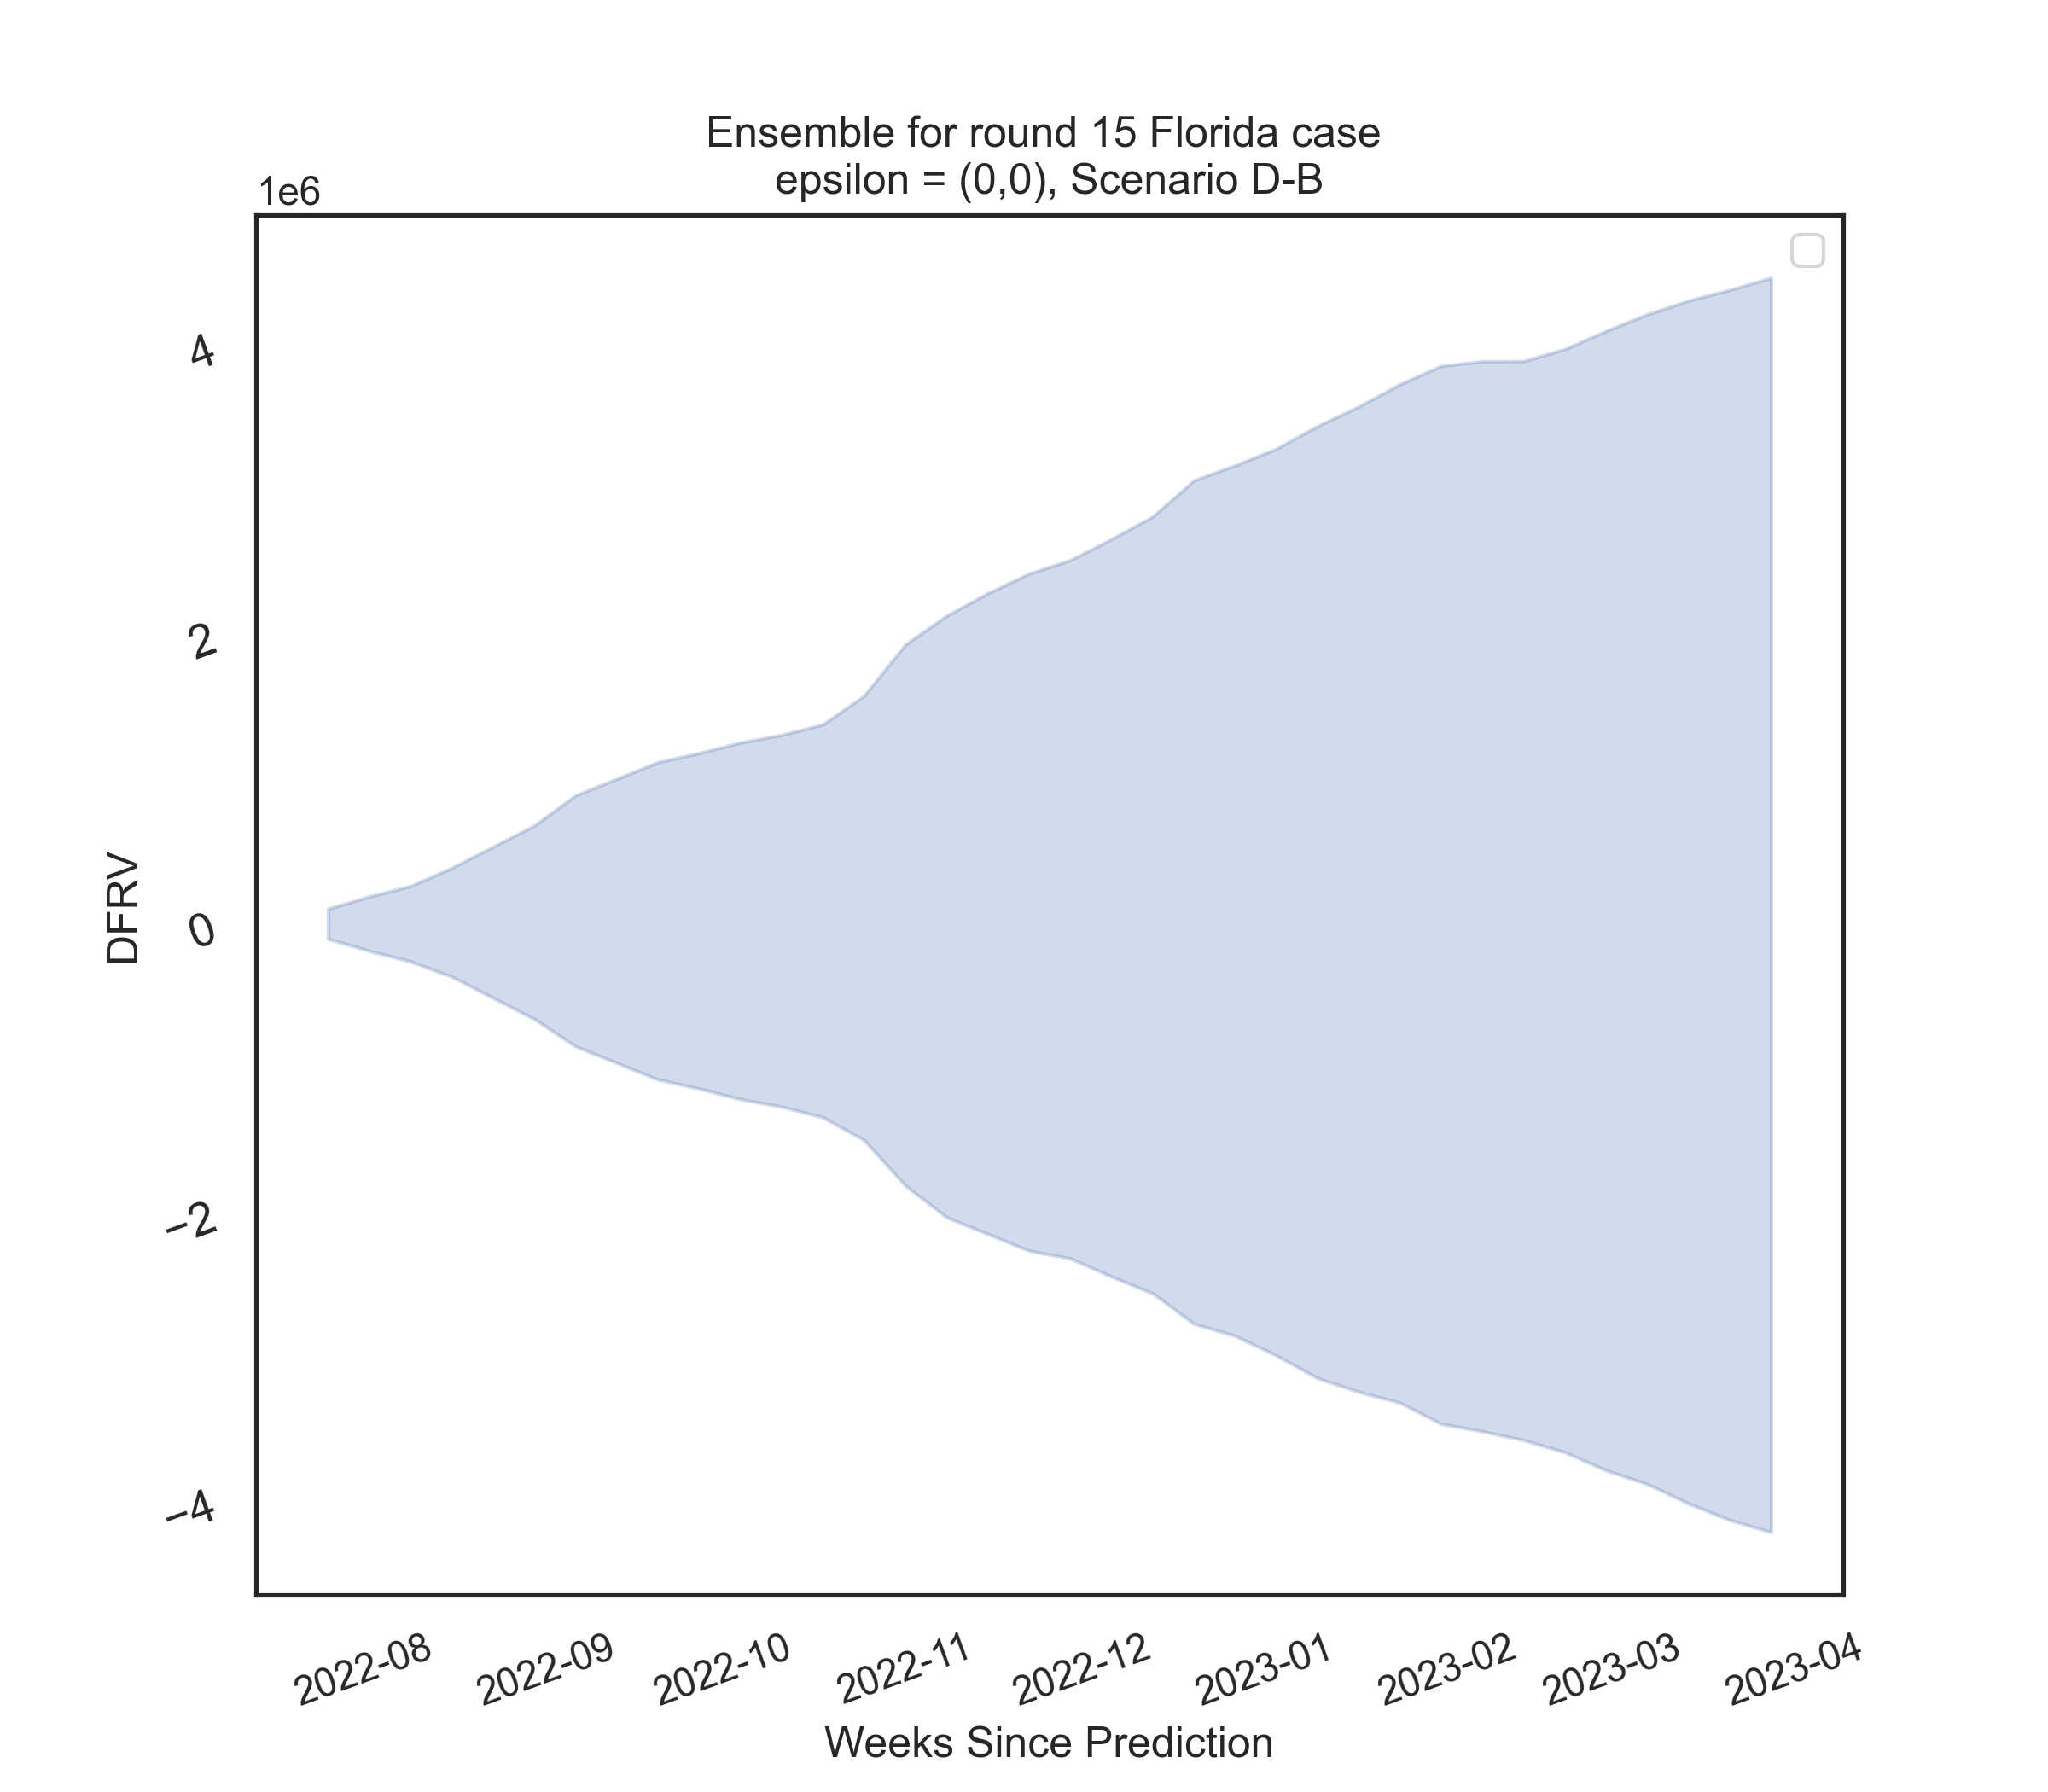 Ensemble for round 15 Florida case
epsilon = (0,0), Scenario D-B
1e6
4
2
0
−2
−4
DFRV
2022-08
2022-09
2022-10
2022-11
2022-12
2023-01
2023-02
2023-03
2023-04
Weeks Since Prediction